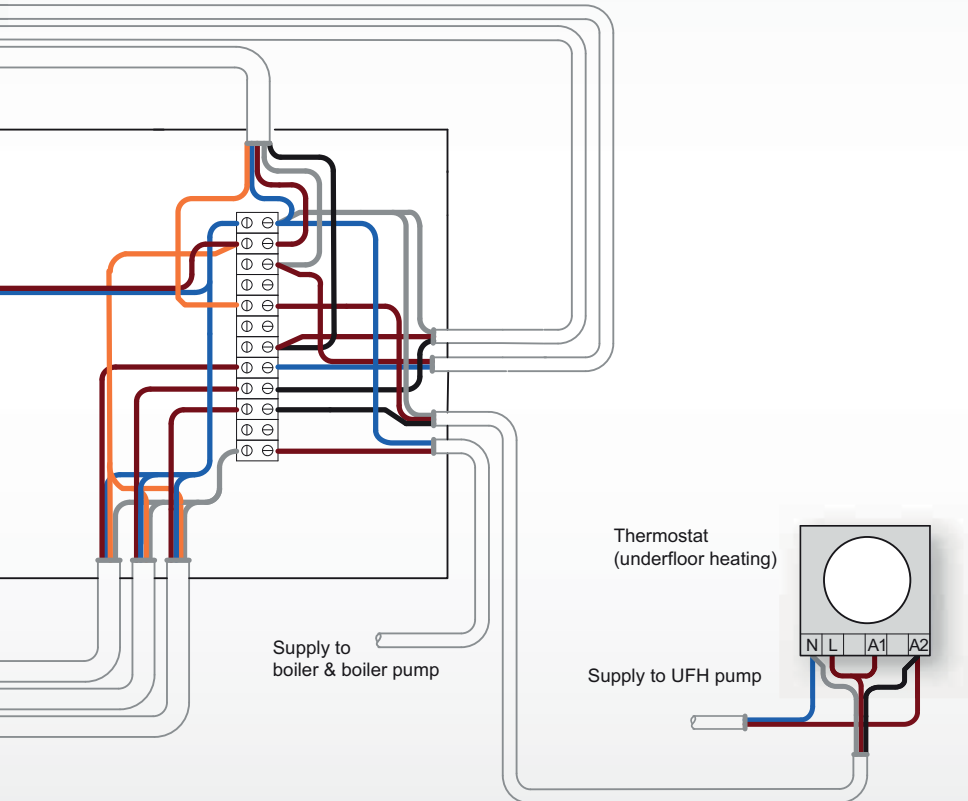 Thermostat
(underfloor heating)
N L A1 A2
Supply to
boiler & boiler pump
Supply to UFH pump